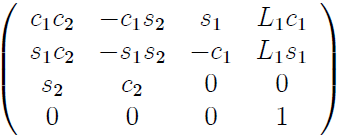 c₁c₂ −c₁s₂ s₁ L₁c₁
s₁c₂ −s₁s₂ −c₁ L₁s₁
s₂ c₂ 0 0
0 0 0 1